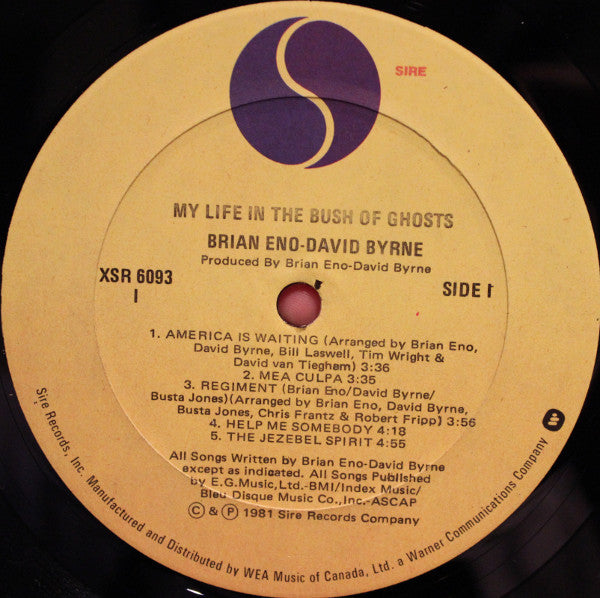 SIRE
MY LIFE IN THE BUSH OF GHOSTS
BRIAN ENO-DAVID BYRNE
Produced By Brian Eno-David Byrne
XSR 6093
I
SIDE I
1. AMERICA IS WAITING (Arranged by Brian Eno,
David Byrne, Bill Laswell, Tim Wright &
David van Tieghem) 3:36
2. MEA CULPA 3:35
3. REGIMENT (Brian Eno/David Byrne/
Busta Jones)(Arranged by Brian Eno, David Byrne,
Busta Jones, Chris Frantz & Robert Fripp) 3:56
4. HELP ME SOMEBODY 4:18
5. THE JEZEBEL SPIRIT 4:55
All Songs Written by Brian Eno-David Byrne
except as indicated. All Songs Published
by E.G.Music,Ltd.-BMI/Index Music/
Bleu Disque Music Co.,Inc.-ASCAP
© & ℗ 1981 Sire Records Company
Sire Records, Inc. Manufactured and Distributed by WEA Music of Canada, Ltd. a Warner Communications Company